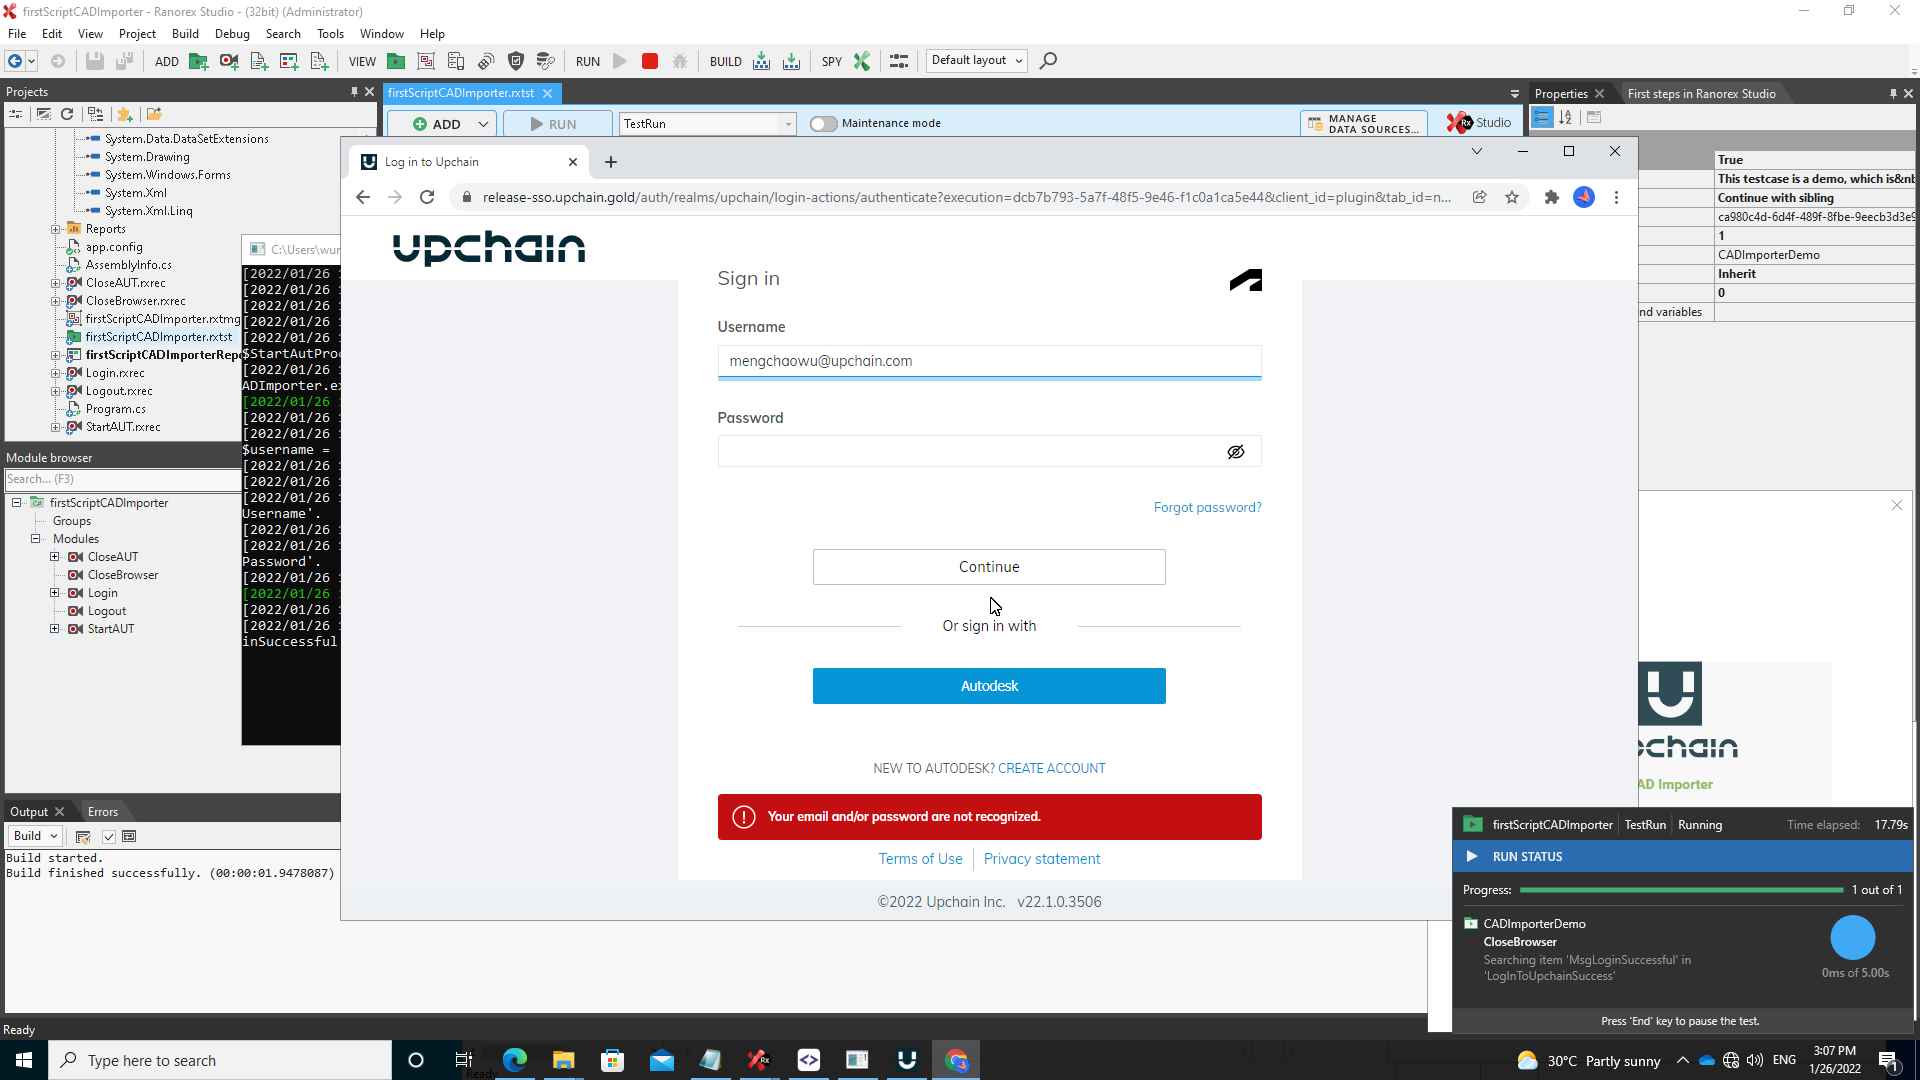 firstScriptCADImporter - Ranorex Studio - (32bit) (Administrator)
File Edit View Project Build Debug Search Tools Window Help
ADD VIEW RUN BUILD SPY Default layout
Projects
System.Data.DataSetExtensions
System.Drawing
System.Windows.Forms
System.Xml
System.Xml.Linq
Reports
app.config
AssemblyInfo.cs
CloseAUT.rxrec
CloseBrowser.rxrec
firstScriptCADImporter.rxtmg
firstScriptCADImporter.rxtst
firstScriptCADImporterRepo
Login.rxrec
Logout.rxrec
Program.cs
StartAUT.rxrec
Module browser
Search... (F3)
firstScriptCADImporter
Groups
Modules
CloseAUT
CloseBrowser
Login
Logout
StartAUT
Output Errors
Build
Build started.
Build finished successfully. (00:00:01.9478087)
Ready
firstScriptCADImporter.rxtst
ADD RUN TestRun Maintenance mode
MANAGE
DATA SOURCES...
Rx Studio
C:\Users\wur
[2022/01/26
[2022/01/26
[2022/01/26
[2022/01/26
[2022/01/26
$StartAutProc
[2022/01/26
ADImporter.ex
[2022/01/26
[2022/01/26
[2022/01/26
$username =
[2022/01/26
[2022/01/26
[2022/01/26
Username'.
[2022/01/26
[2022/01/26
Password'.
[2022/01/26
[2022/01/26
[2022/01/26
[2022/01/26
inSuccessful
Log in to Upchain
release-sso.upchain.gold/auth/realms/upchain/login-actions/authenticate?execution=dcb7b793-5a7f-48f5-9e46-f1c0a1ca5e44&client_id=plugin&tab_id=n...
upchain
Sign in
Username
mengchaowu@upchain.com
Password
Forgot password?
Continue
Or sign in with
Autodesk
NEW TO AUTODESK? CREATE ACCOUNT
Your email and/or password are not recognized.
Terms of Use Privacy statement
©2022 Upchain Inc. v22.1.0.3506
Properties First steps in Ranorex Studio
True
This testcase is a demo, which is&nb
Continue with sibling
ca980c4d-6d4f-489f-8fbe-9eecb3d3e9
1
CADImporterDemo
Inherit
0
nd variables
pchain
AD Importer
firstScriptCADImporter TestRun Running Time elapsed: 17.79s
RUN STATUS
Progress: 1 out of 1
CADImporterDemo
CloseBrowser
Searching item 'MsgLoginSuccessful' in
'LogInToUpchainSuccess'
0ms of 5.00s
Press 'End' key to pause the test.
Type here to search
Ready
30°C Partly sunny
ENG
3:07 PM
1/26/2022
1